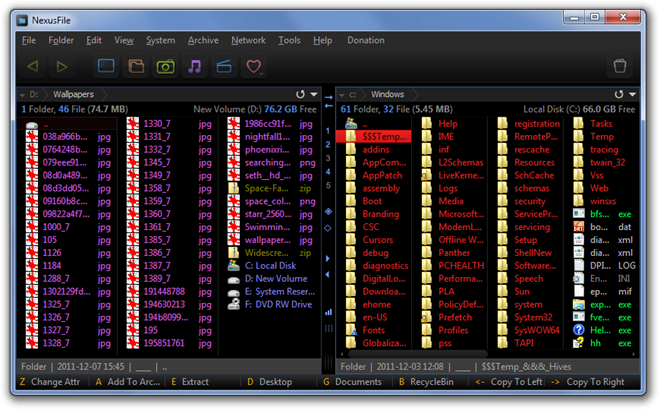 NexusFile
File Folder Edit View System Archive Network Tools Help Donation
D: Wallpapers
1 Folder, 46 File (74.7 MB) New Volume (D:) 76.2 GB Free
..
038a966b... jpg
0764248b... jpg
079eee91... jpg
08d0a489... jpg
08d3dd05... jpg
09160b8c... jpg
09822a4f7... jpg
1000_7 jpg
105 jpg
1126 jpg
1184 jpg
1288_7 jpg
1302129fd... jpg
1325_7 jpg
1326_7 jpg
1327_7 jpg
1328_7 jpg
1330_7 jpg
1331_7 jpg
1332_7 jpg
1345_7 jpg
1347_7 jpg
1349_7 jpg
1353_7 jpg
1360_7 jpg
1361_7 jpg
1385_7 jpg
1386_7 jpg
1387_7 jpg
1389_7 jpg
191448788 jpg
194630213 jpg
194b8099... jpg
195 jpg
195851761 jpg
1986cc91f... jpg
nightfall1... jpg
phoenixri... jpg
searching... png
seth_hd_... jpg
Space-Fa... zip
space_col... png
starr_2560... jpg
Swimmin... jpg
wallpaper... jpg
Widescre... zip
C: Local Disk
D: New Volume
E: System Reser...
F: DVD RW Drive
Folder | 2011-12-07 15:45 | ___ | ..
1
2
3
4
5
C: Windows
61 Folder, 32 File (5.45 MB) Local Disk (C:) 66.0 GB Free
..
$$$Temp...
addins
AppCom...
AppPatch
assembly
Boot
Branding
CSC
Cursors
debug
diagnostics
DigitalLo...
Downloa...
ehome
en-US
Fonts
Globaliza...
Help
IME
inf
L2Schemas
LiveKerne...
Logs
Media
Microsoft...
ModemL...
Offline W...
Panther
PCHEALTH
Performa...
PLA
PolicyDef...
Prefetch
Profiles
pss
registration
RemoteP...
rescache
Resources
SchCache
schemas
security
ServicePr...
servicing
Setup
ShellNew
Software...
Speech
Sun
system
System32
SysWOW64
TAPI
Tasks
Temp
tracing
twain_32
Vss
Web
winsxs
bfs... exe
bo... dat
dia... xml
dia... xml
DPI... LOG
En... INI
ep... mif
exp... exe
fve... exe
Hel... exe
hh exe
Folder | 2011-12-03 12:08 | ___ | $$$Temp_&&&_Hives
Z Change Attr A Add To Arc... E Extract D Desktop G Documents B RecycleBin <- Copy To Left -> Copy To Right